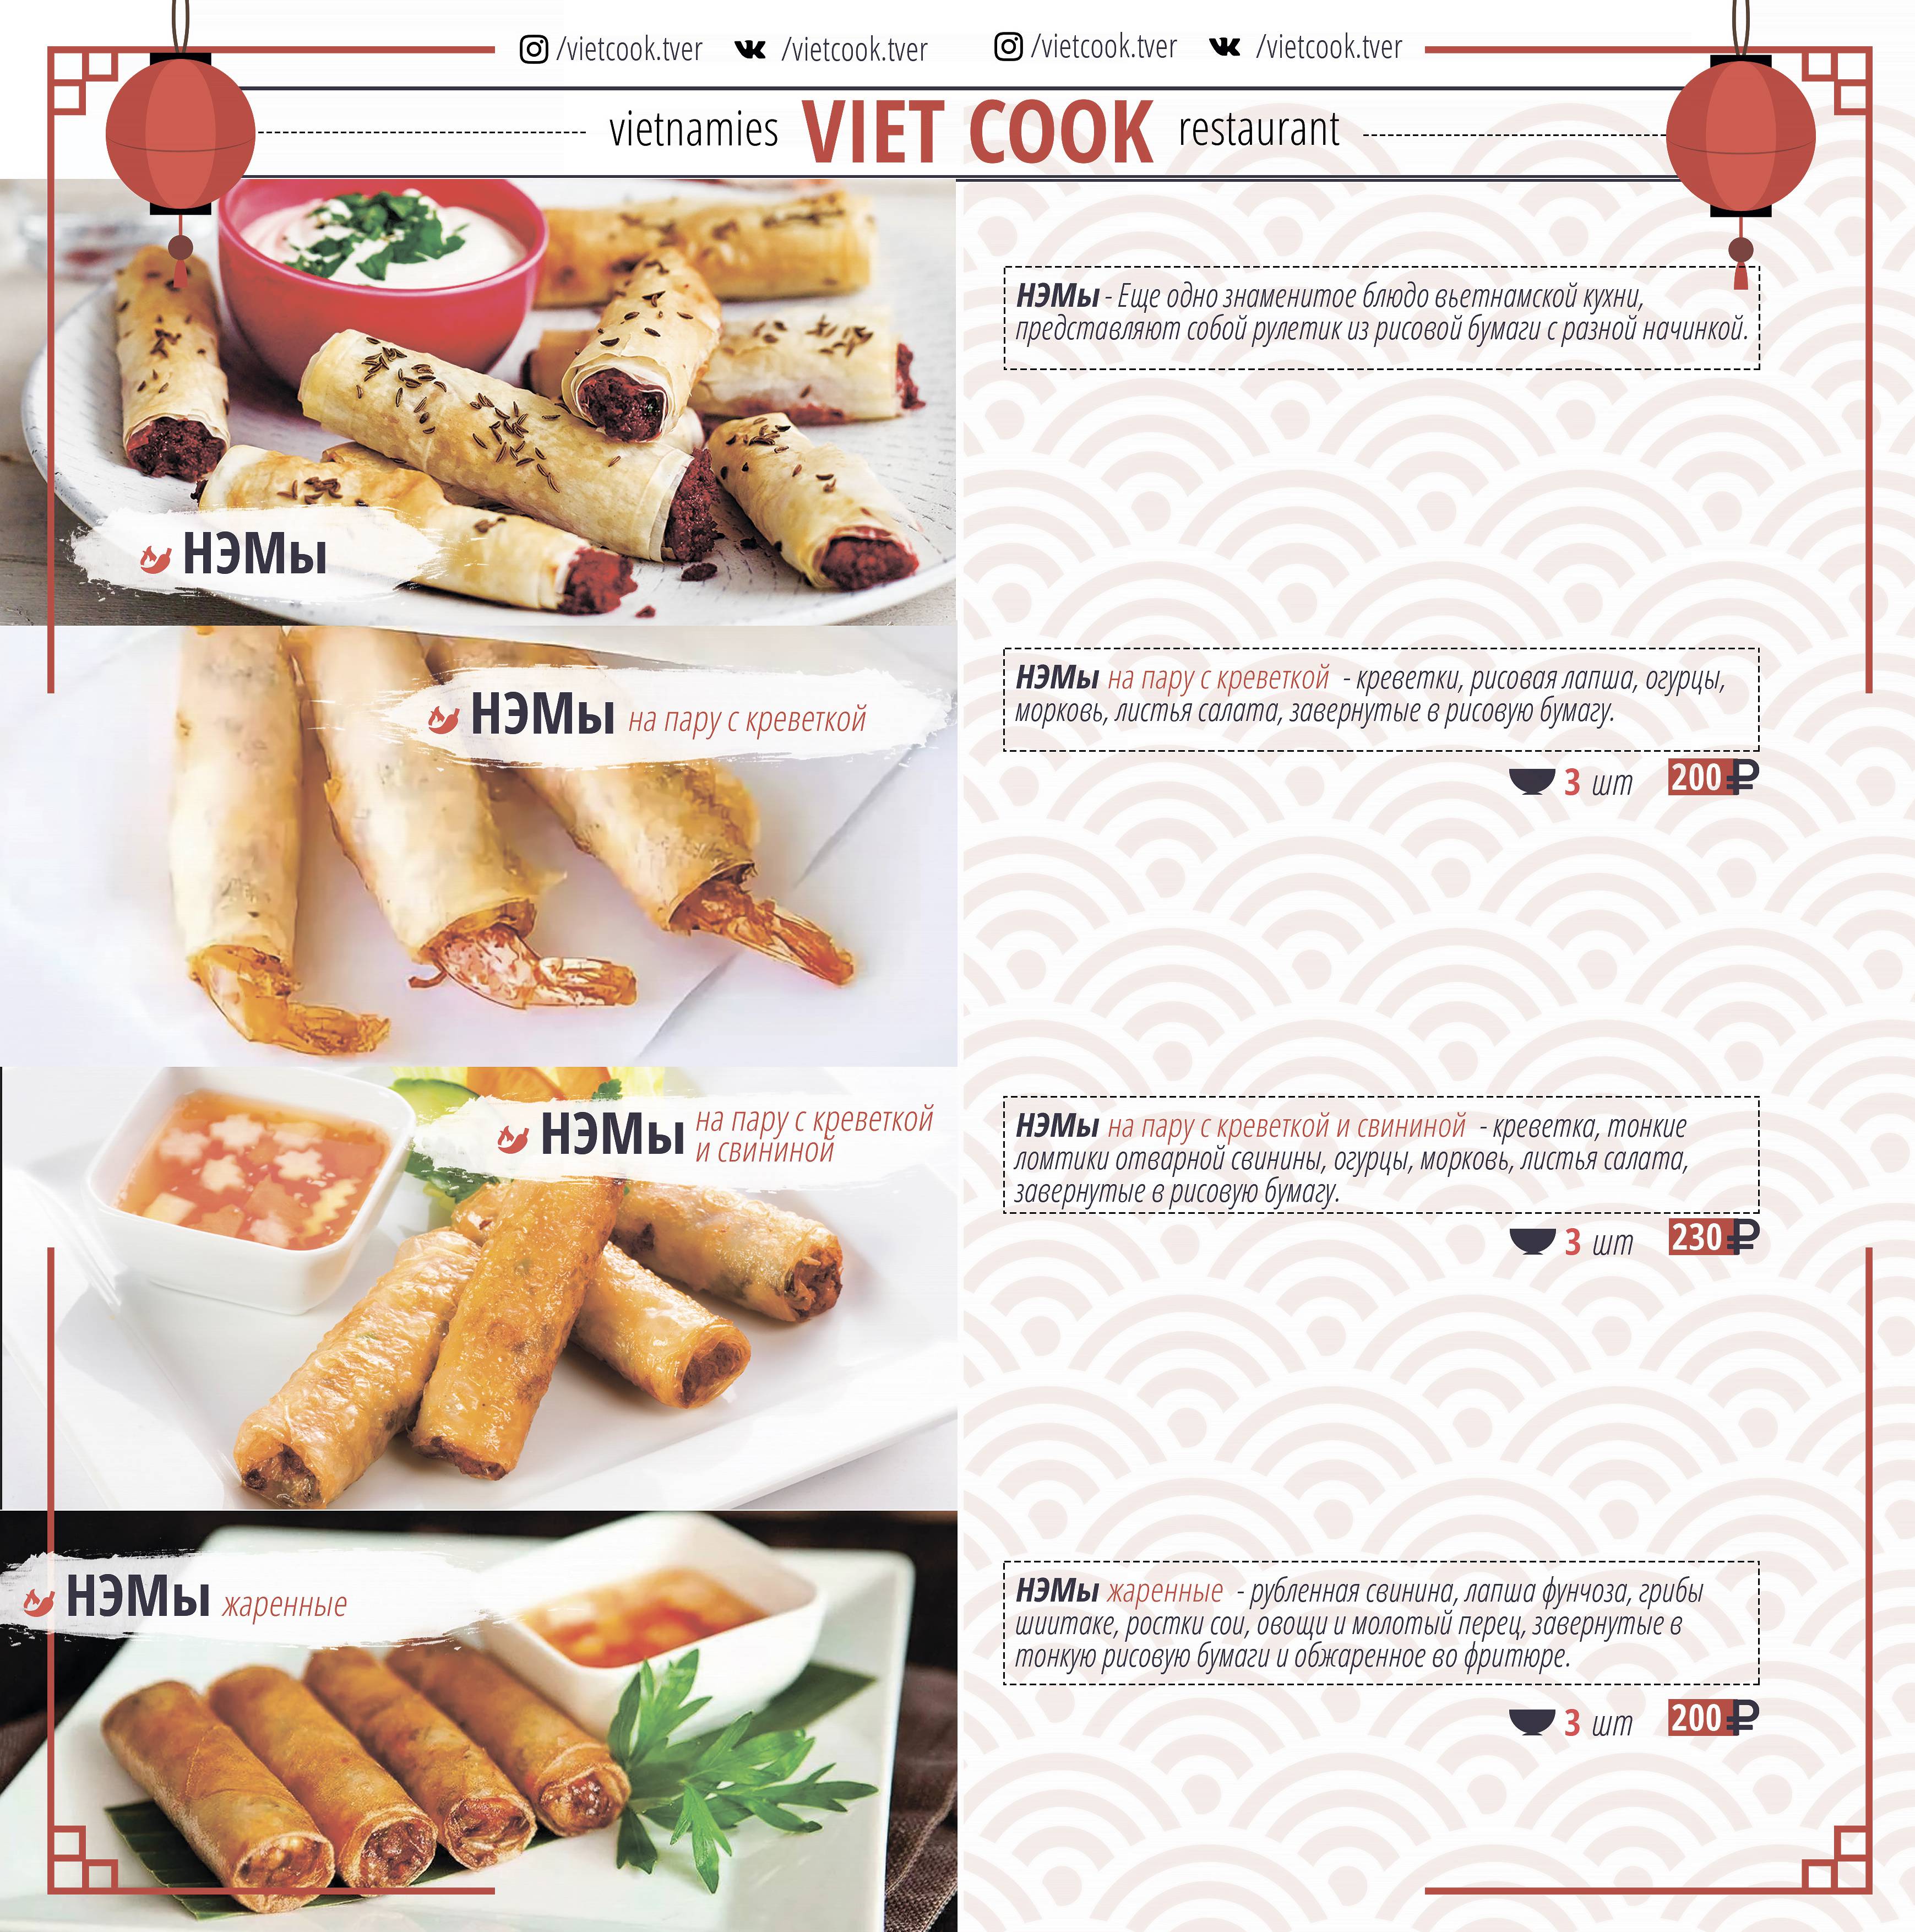 /vietcook.tver /vietcook.tver /vietcook.tver /vietcook.tver
vietnamies VIET COOK restaurant
НЭМы - Еще одно знаменитое блюдо вьетнамской кухни,
представляют собой рулетик из рисовой бумаги с разной начинкой.
НЭМы
НЭМы на пару с креветкой
НЭМы на пару с креветкой - креветки, рисовая лапша, огурцы,
морковь, листья салата, завернутые в рисовую бумагу.
3 шт 200 ₽
НЭМы на пару с креветкой
и свининой
НЭМы на пару с креветкой и свининой - креветка, тонкие
ломтики отварной свинины, огурцы, морковь, листья салата,
завернутые в рисовую бумагу.
3 шт 230 ₽
НЭМы жаренные
НЭМы жаренные - рубленная свинина, лапша фунчоза, грибы
шиитаке, ростки сои, овощи и молотый перец, завернутые в
тонкую рисовую бумаги и обжаренное во фритюре.
3 шт 200 ₽